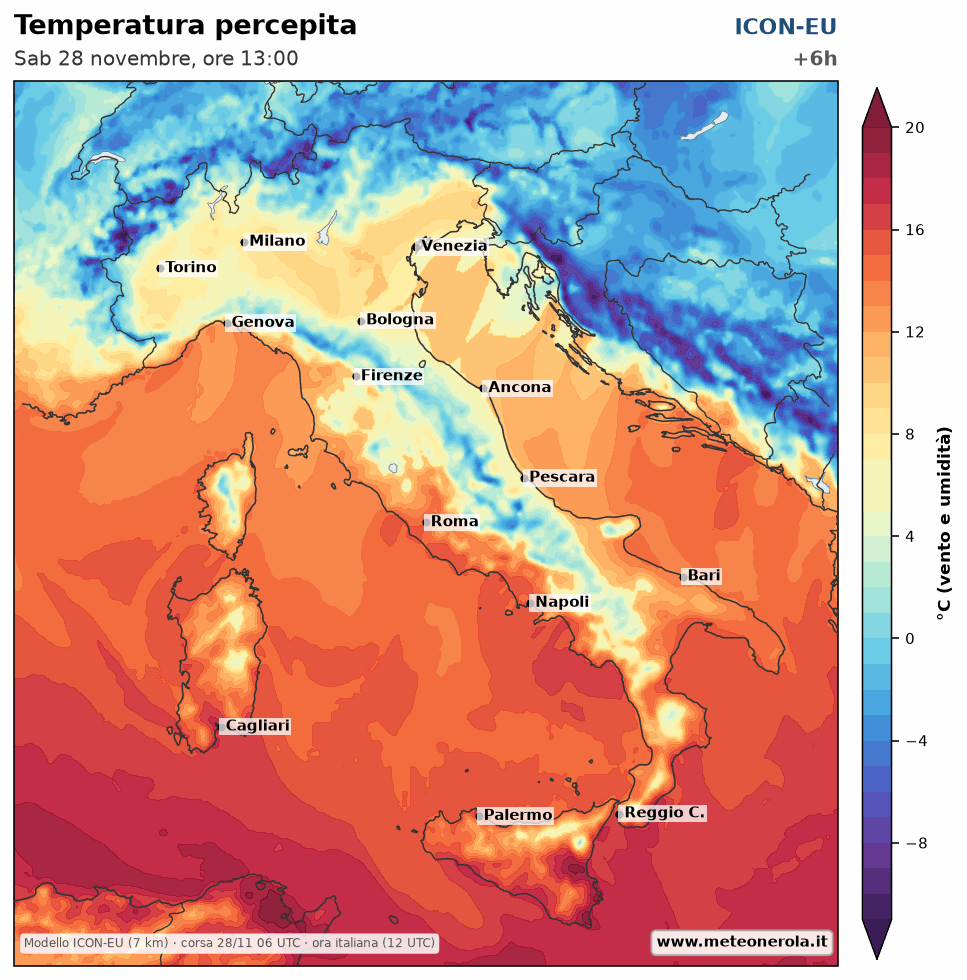 Temperatura percepita
ICON-EU
Sab 28 novembre, ore 13:00
+6h
20
16
12
8
4
0
−4
−8
°C (vento e umidità)
Milano
Venezia
Torino
Genova
Bologna
Firenze
Ancona
Pescara
Roma
Bari
Napoli
Cagliari
Palermo
Reggio C.
Modello ICON-EU (7 km) · corsa 28/11 06 UTC · ora italiana (12 UTC)
www.meteonerola.it